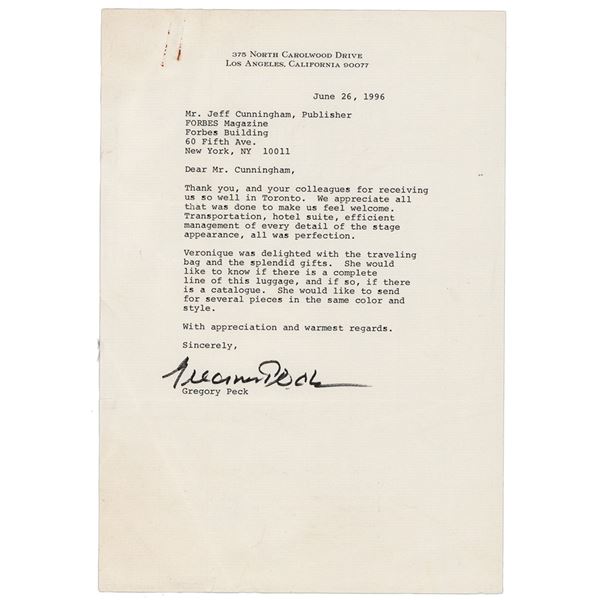 375 North Carolwood Drive
Los Angeles, California 90077
June 26, 1996
Mr. Jeff Cunningham, Publisher
FORBES Magazine
Forbes Building
60 Fifth Ave.
New York, NY 10011
Dear Mr. Cunningham,
Thank you, and your colleagues for receiving
us so well in Toronto. We appreciate all
that was done to make us feel welcome.
Transportation, hotel suite, efficient
management of every detail of the stage
appearance, all was perfection.
Veronique was delighted with the traveling
bag and the splendid gifts. She would
like to know if there is a complete
line of this luggage, and if so, if there
is a catalogue. She would like to send
for several pieces in the same color and
style.
With appreciation and warmest regards.
Sincerely,
Gregory Peck
Gregory Peck